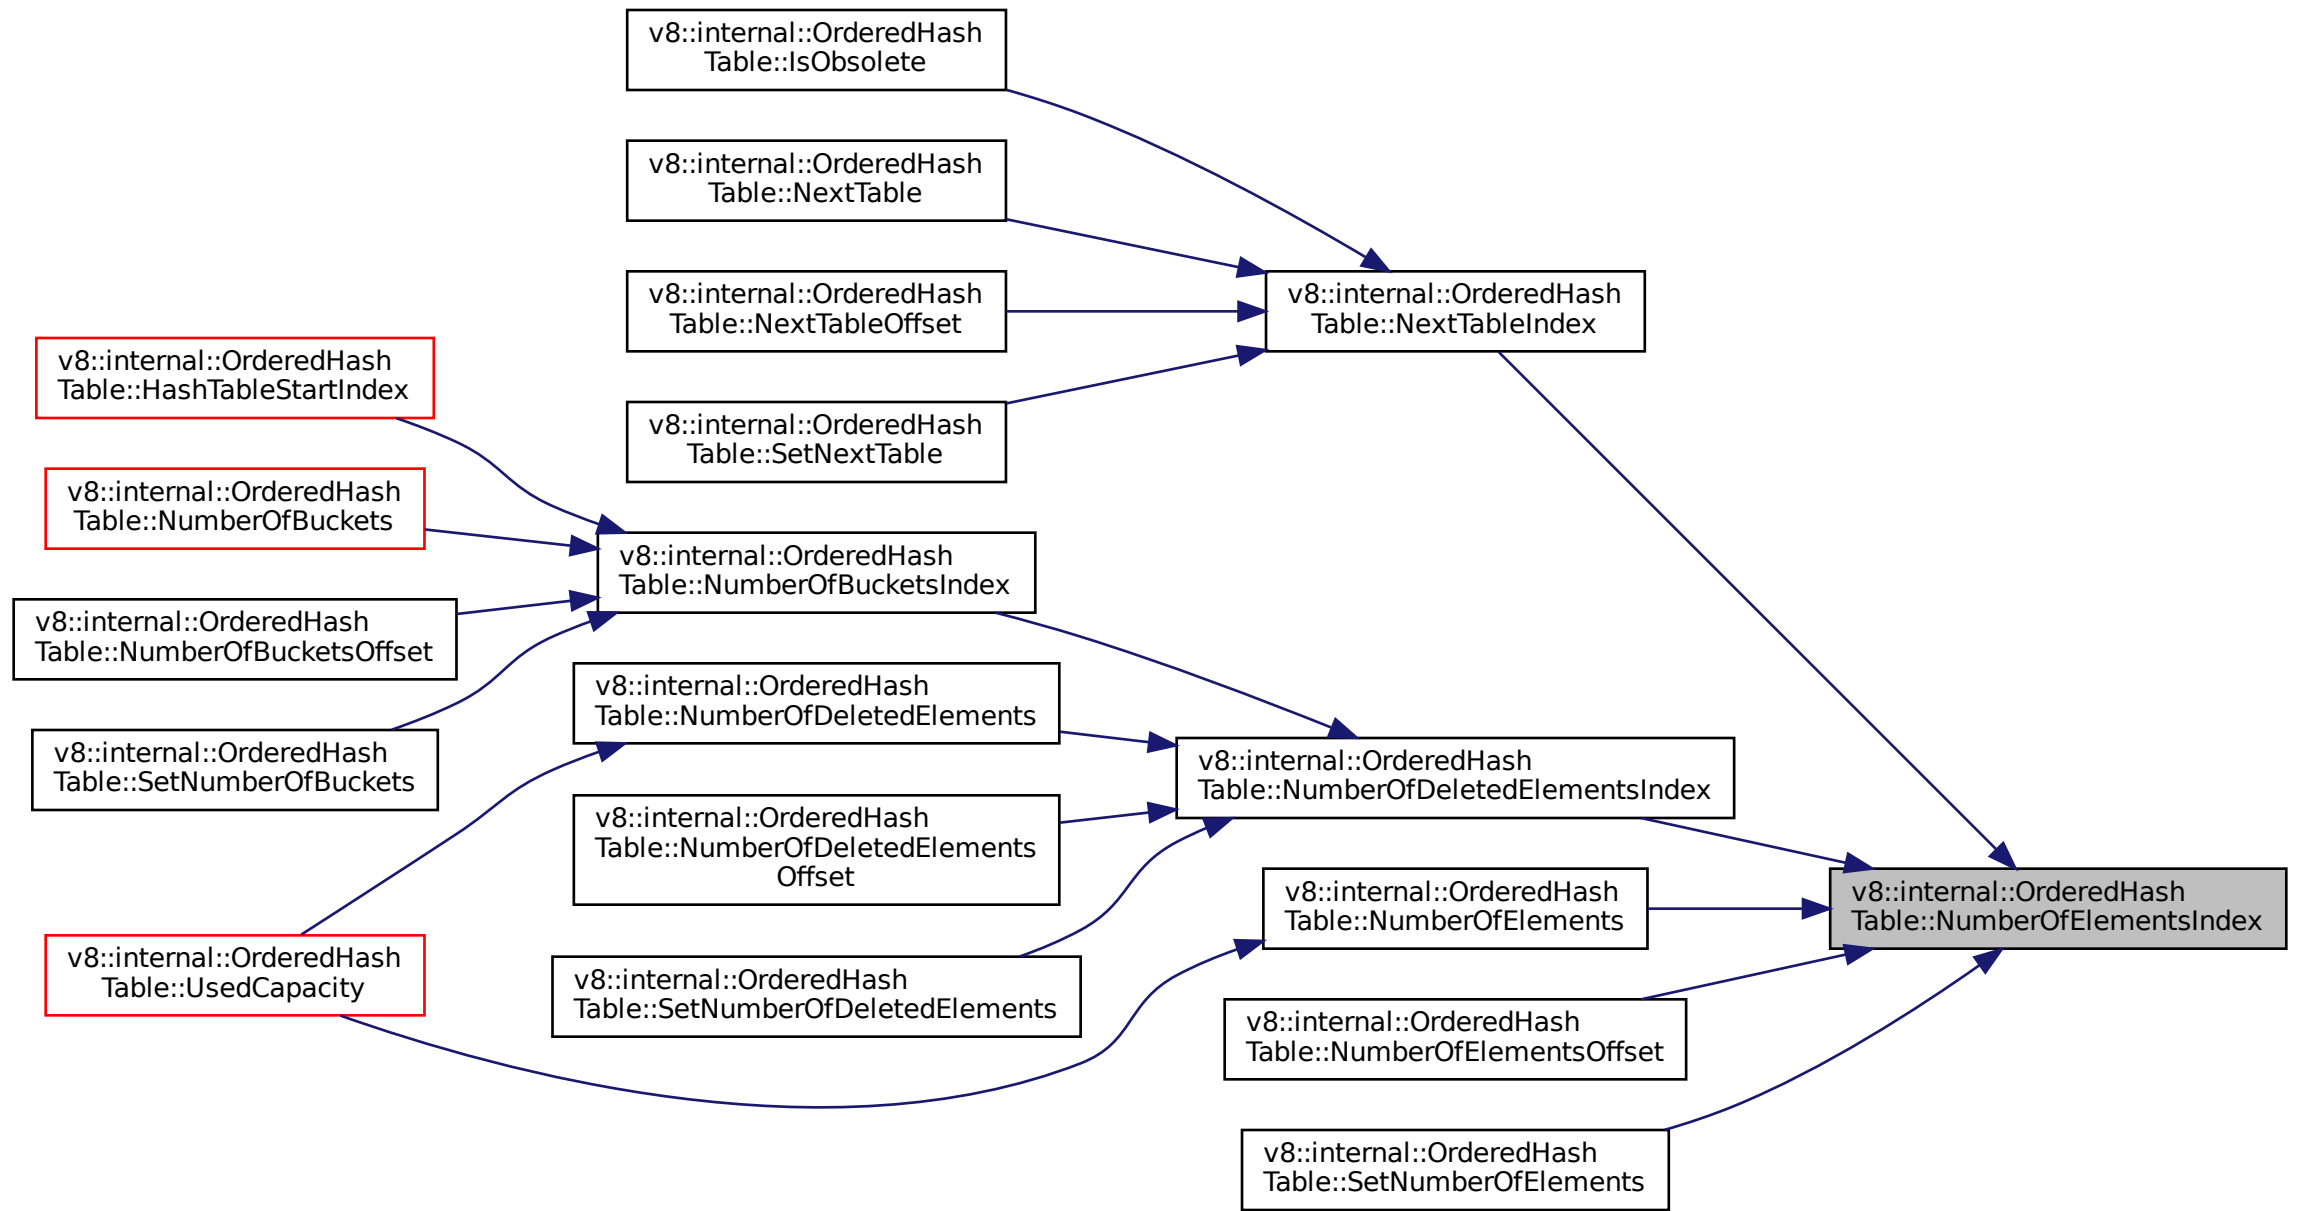 v8::internal::OrderedHash
Table::IsObsolete
v8::internal::OrderedHash
Table::NextTable
v8::internal::OrderedHash
Table::NextTableOffset
v8::internal::OrderedHash
Table::NextTableIndex
v8::internal::OrderedHash
Table::HashTableStartIndex
v8::internal::OrderedHash
Table::SetNextTable
v8::internal::OrderedHash
Table::NumberOfBuckets
v8::internal::OrderedHash
Table::NumberOfBucketsIndex
v8::internal::OrderedHash
Table::NumberOfBucketsOffset
v8::internal::OrderedHash
Table::NumberOfDeletedElements
v8::internal::OrderedHash
Table::SetNumberOfBuckets
v8::internal::OrderedHash
Table::NumberOfDeletedElementsIndex
v8::internal::OrderedHash
Table::NumberOfDeletedElements
Offset
v8::internal::OrderedHash
Table::NumberOfElements
v8::internal::OrderedHash
Table::NumberOfElementsIndex
v8::internal::OrderedHash
Table::UsedCapacity
v8::internal::OrderedHash
Table::SetNumberOfDeletedElements
v8::internal::OrderedHash
Table::NumberOfElementsOffset
v8::internal::OrderedHash
Table::SetNumberOfElements